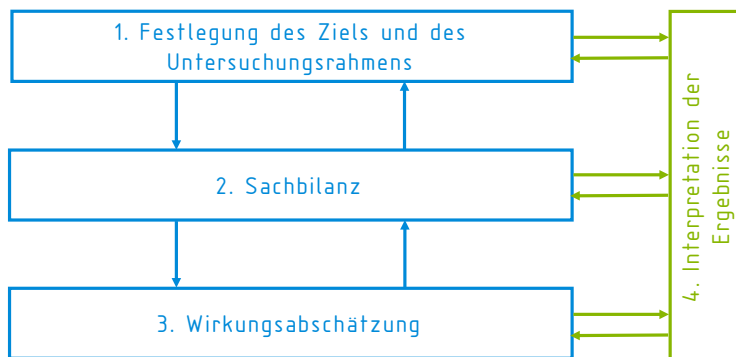 1. Festlegung des Ziels und des
Untersuchungsrahmens
2. Sachbilanz
3. Wirkungsabschätzung
4. Interpretation der
Ergebnisse